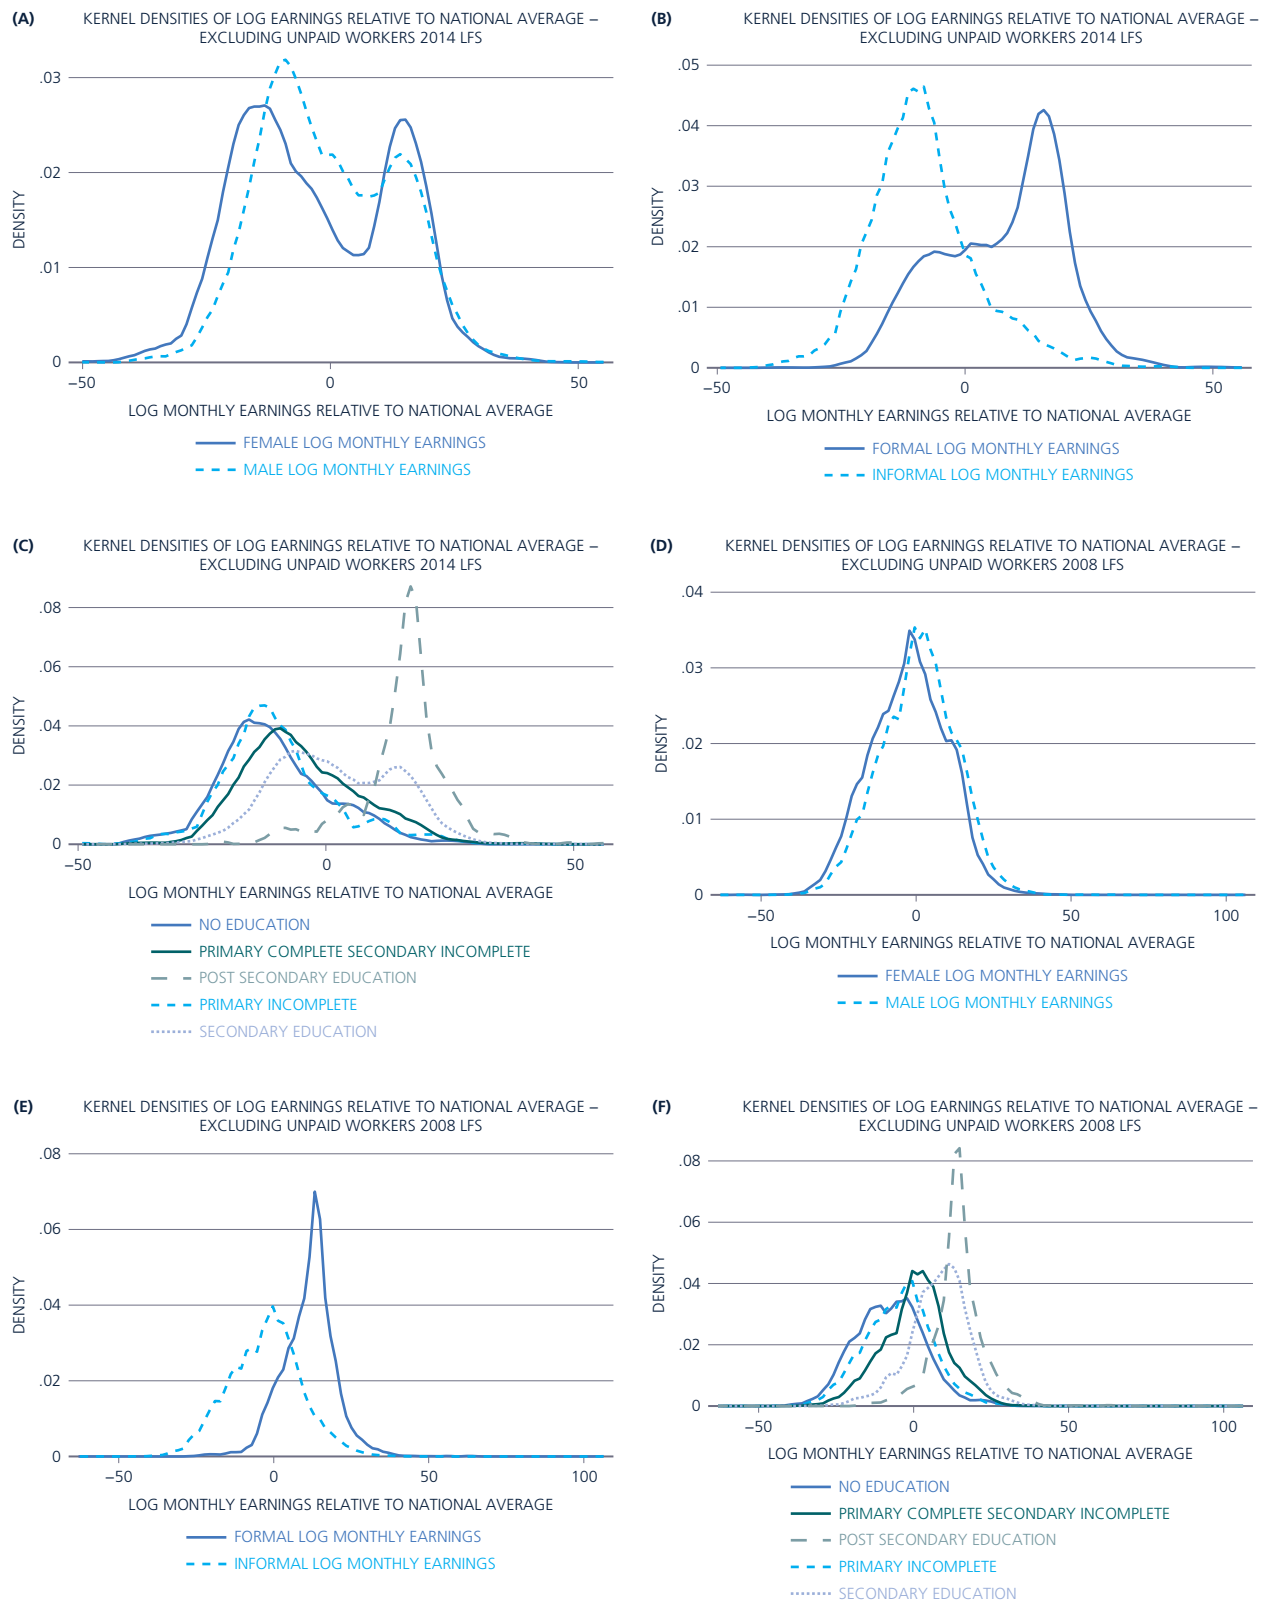 (A)
KERNEL DENSITIES OF LOG EARNINGS RELATIVE TO NATIONAL AVERAGE –
EXCLUDING UNPAID WORKERS 2014 LFS
.03
.02
.01
0
DENSITY
–50
0
50
LOG MONTHLY EARNINGS RELATIVE TO NATIONAL AVERAGE
FEMALE LOG MONTHLY EARNINGS
MALE LOG MONTHLY EARNINGS
(B)
KERNEL DENSITIES OF LOG EARNINGS RELATIVE TO NATIONAL AVERAGE –
EXCLUDING UNPAID WORKERS 2014 LFS
.05
.04
.03
.02
.01
0
DENSITY
–50
0
50
LOG MONTHLY EARNINGS RELATIVE TO NATIONAL AVERAGE
FORMAL LOG MONTHLY EARNINGS
INFORMAL LOG MONTHLY EARNINGS
(C)
KERNEL DENSITIES OF LOG EARNINGS RELATIVE TO NATIONAL AVERAGE –
EXCLUDING UNPAID WORKERS 2014 LFS
.08
.06
.04
.02
0
DENSITY
–50
0
50
LOG MONTHLY EARNINGS RELATIVE TO NATIONAL AVERAGE
NO EDUCATION
PRIMARY COMPLETE SECONDARY INCOMPLETE
POST SECONDARY EDUCATION
PRIMARY INCOMPLETE
SECONDARY EDUCATION
(D)
KERNEL DENSITIES OF LOG EARNINGS RELATIVE TO NATIONAL AVERAGE –
EXCLUDING UNPAID WORKERS 2008 LFS
.04
.03
.02
.01
0
DENSITY
–50
0
50
100
LOG MONTHLY EARNINGS RELATIVE TO NATIONAL AVERAGE
FEMALE LOG MONTHLY EARNINGS
MALE LOG MONTHLY EARNINGS
(E)
KERNEL DENSITIES OF LOG EARNINGS RELATIVE TO NATIONAL AVERAGE –
EXCLUDING UNPAID WORKERS 2008 LFS
.08
.06
.04
.02
0
DENSITY
–50
0
50
100
LOG MONTHLY EARNINGS RELATIVE TO NATIONAL AVERAGE
FORMAL LOG MONTHLY EARNINGS
INFORMAL LOG MONTHLY EARNINGS
(F)
KERNEL DENSITIES OF LOG EARNINGS RELATIVE TO NATIONAL AVERAGE –
EXCLUDING UNPAID WORKERS 2008 LFS
.08
.06
.04
.02
0
DENSITY
–50
0
50
100
LOG MONTHLY EARNINGS RELATIVE TO NATIONAL AVERAGE
NO EDUCATION
PRIMARY COMPLETE SECONDARY INCOMPLETE
POST SECONDARY EDUCATION
PRIMARY INCOMPLETE
SECONDARY EDUCATION